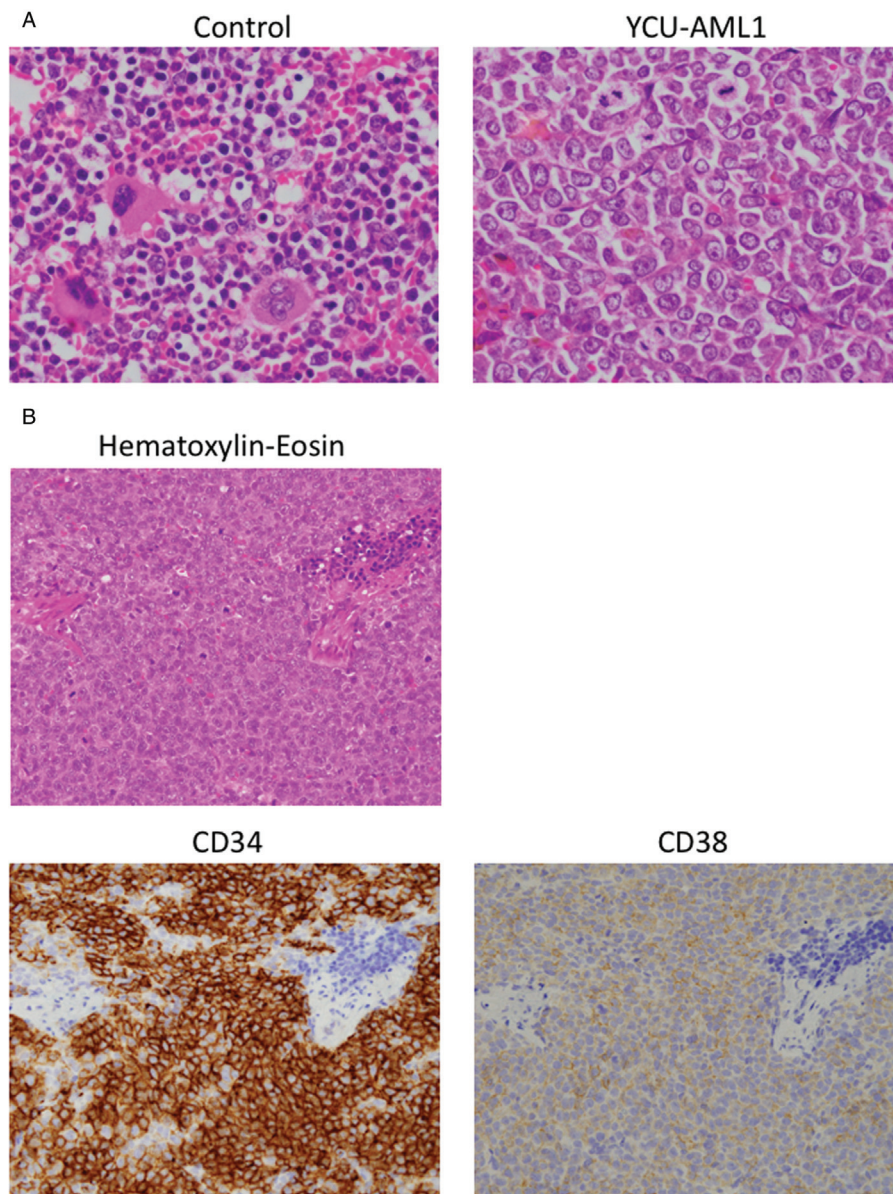 A
Control
YCU-AML1
B
Hematoxylin-Eosin
CD34
CD38